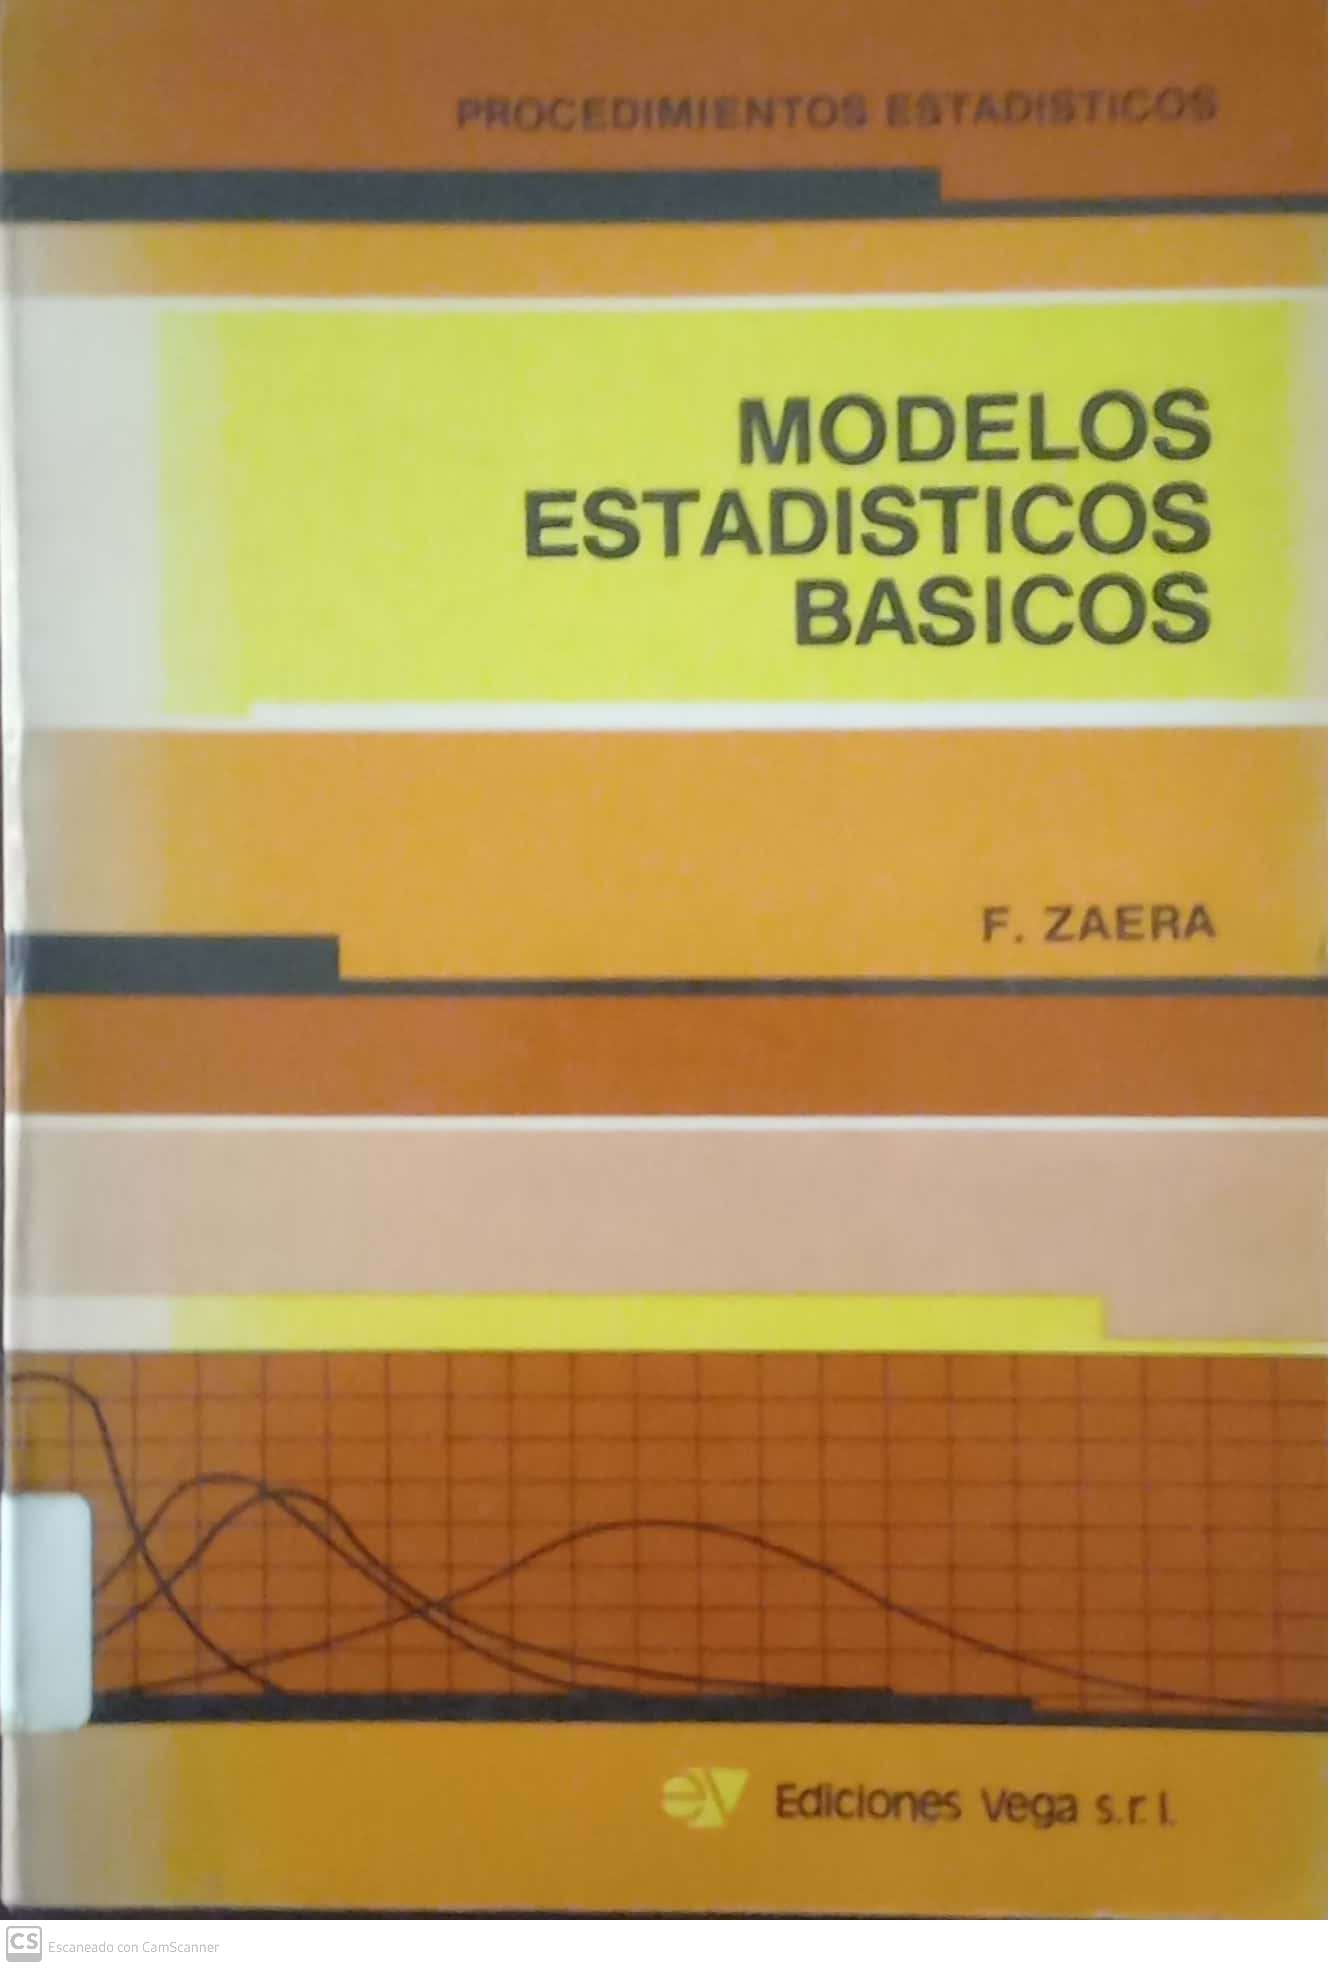 PROCEDIMIENTOS ESTADISTICOS
MODELOS
ESTADISTICOS
BASICOS
F. ZAERA
ev Ediciones Vega s.r.l.
CS Escaneado con CamScanner